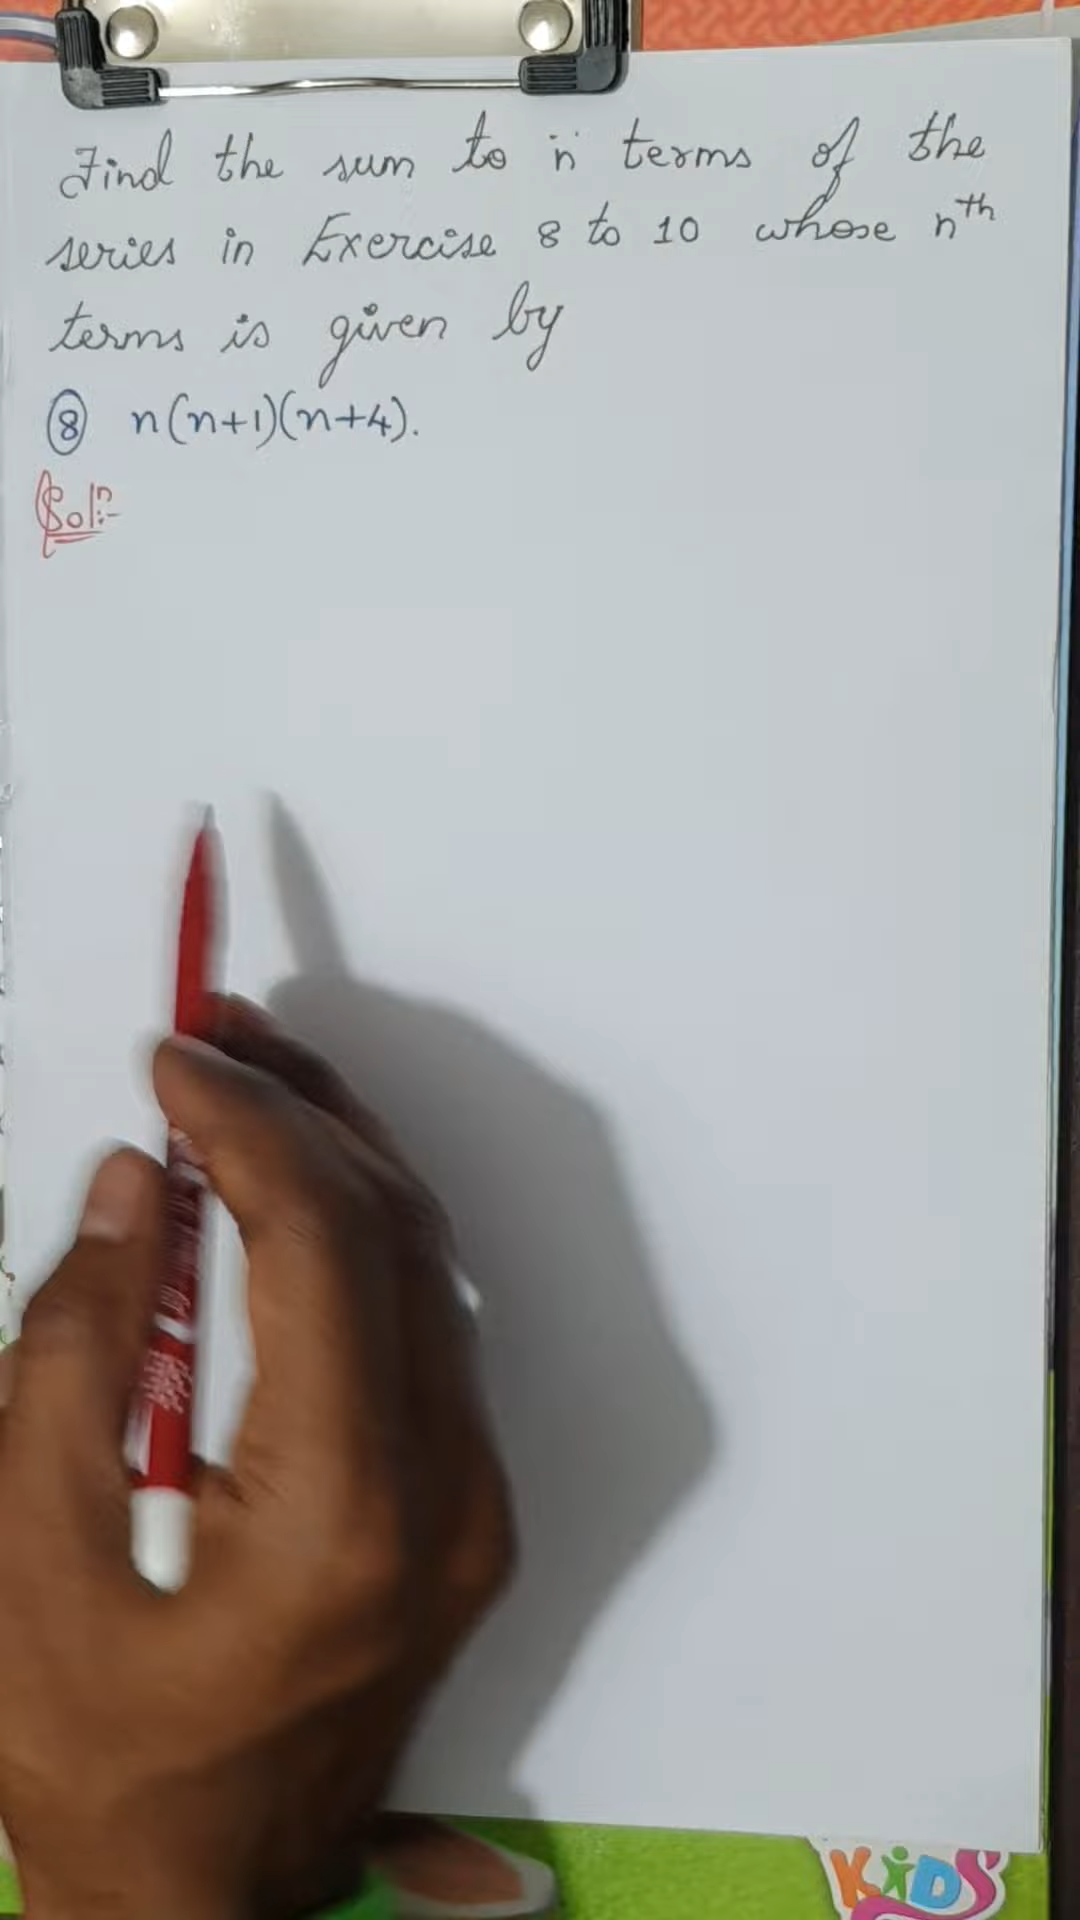 Find the sum to 'n' terms of the
series in Exercise 8 to 10 whose nth
terms is given by
⑧ n(n+1)(n+4).
Solⁿ:-
KiDS